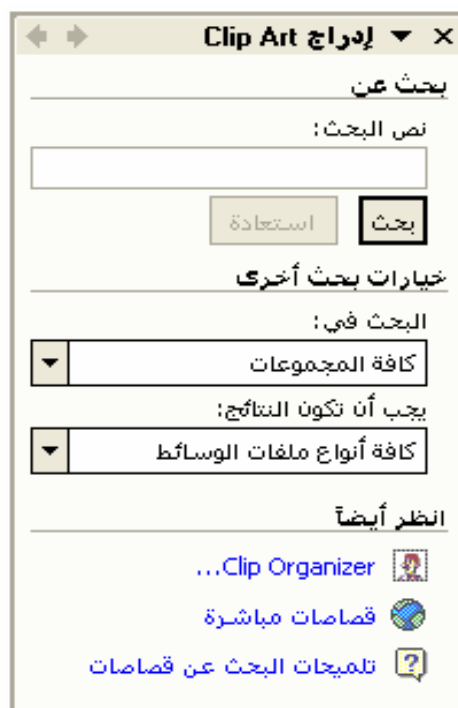 إدراج Clip Art
بحث عن
نص البحث:
بحث استعادة
خيارات بحث أخرى
البحث في:
كافة المجموعات
يجب أن تكون النتائج:
كافة أنواع ملفات الوسائط
انظر أيضاً
Clip Organizer...
قصاصات مباشرة
تلميحات البحث عن قصاصات